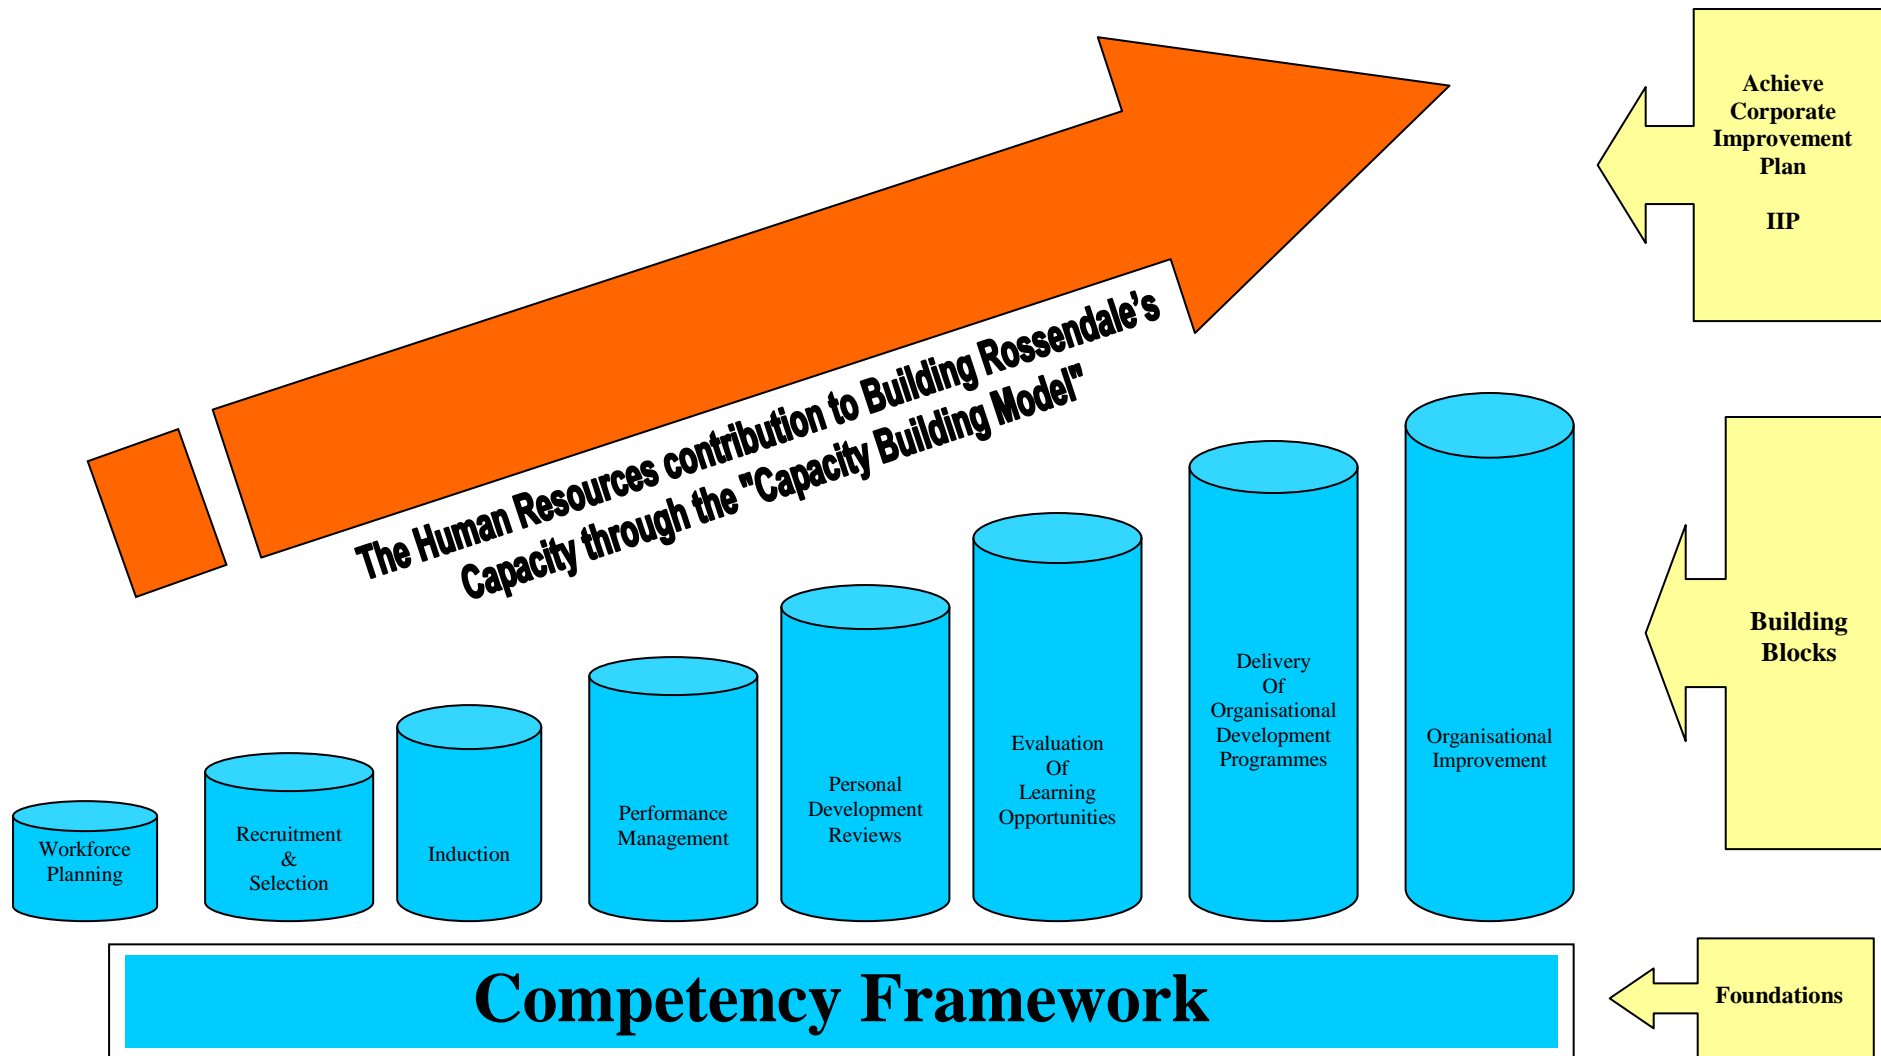 Achieve
Corporate
Improvement
Plan
IIP
The Human Resources contribution to Building Rossendale’s
Capacity through the "Capacity Building Model"
Building
Blocks
Workforce
Planning
Recruitment
&
Selection
Induction
Performance
Management
Personal
Development
Reviews
Evaluation
Of
Learning
Opportunities
Delivery
Of
Organisational
Development
Programmes
Organisational
Improvement
Competency Framework
Foundations